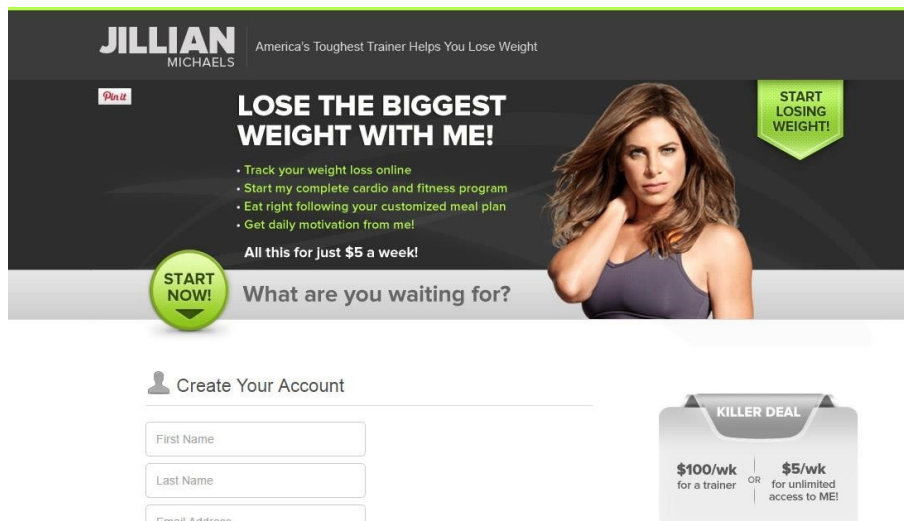 JILLIAN
MICHAELS
America's Toughest Trainer Helps You Lose Weight
Pin it
LOSE THE BIGGEST
WEIGHT WITH ME!
• Track your weight loss online
• Start my complete cardio and fitness program
• Eat right following your customized meal plan
• Get daily motivation from me!
All this for just $5 a week!
START
LOSING
WEIGHT!
START
NOW!
What are you waiting for?
Create Your Account
First Name
Last Name
Email Address
KILLER DEAL
$100/wk
for a trainer
OR
$5/wk
for unlimited
access to ME!